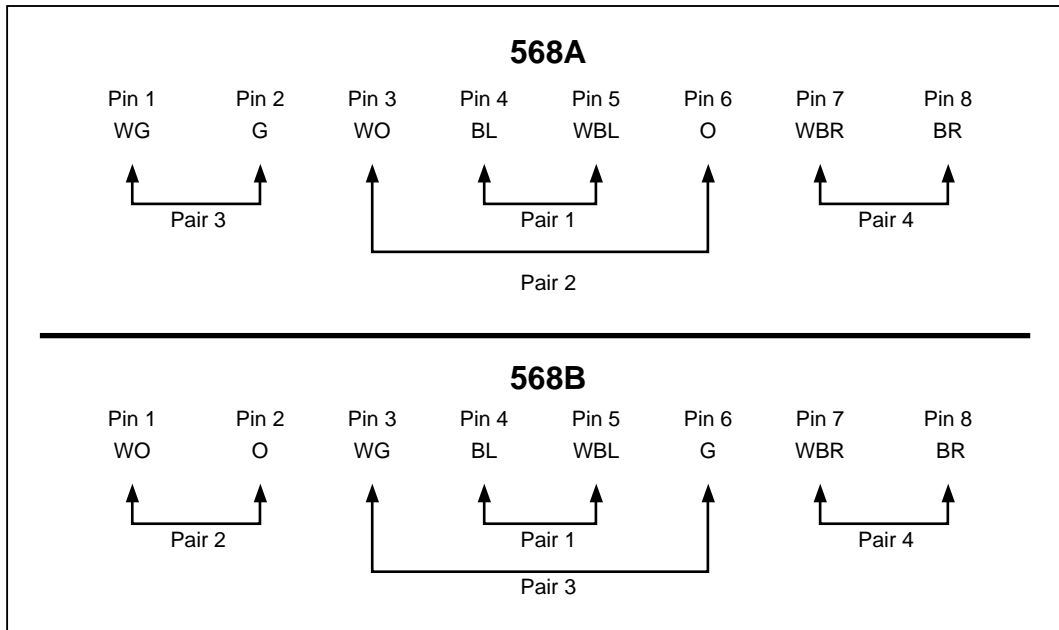 568A
Pin 1 Pin 2 Pin 3 Pin 4 Pin 5 Pin 6 Pin 7 Pin 8
WG G WO BL WBL O WBR BR
Pair 3 Pair 1 Pair 4
Pair 2
568B
Pin 1 Pin 2 Pin 3 Pin 4 Pin 5 Pin 6 Pin 7 Pin 8
WO O WG BL WBL G WBR BR
Pair 2 Pair 1 Pair 4
Pair 3